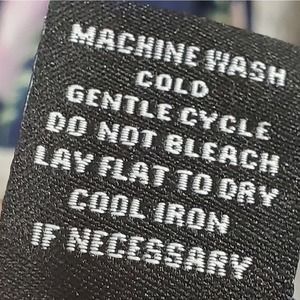 MACHINE WASH
COLD
GENTLE CYCLE
DO NOT BLEACH
LAY FLAT TO DRY
COOL IRON
IF NECESSARY